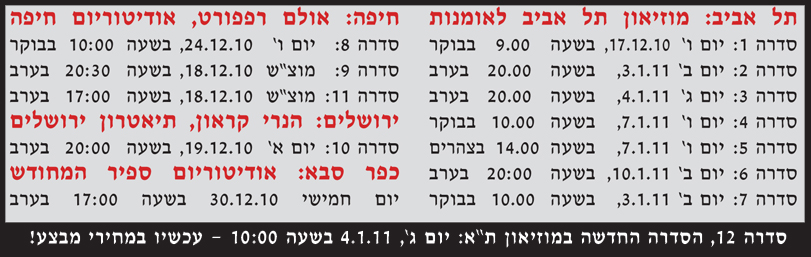 תל אביב: מוזיאון תל אביב לאומנות
סדרה 1: יום ו' 17.12.10, בשעה 9.00 בבוקר
סדרה 2: יום ב' 3.1.11, בשעה 20.00 בערב
סדרה 3: יום ג' 4.1.11, בשעה 20.00 בערב
סדרה 4: יום ו' 7.1.11, בשעה 10.00 בבוקר
סדרה 5: יום ו' 7.1.11, בשעה 14.00 בצהרים
סדרה 6: יום ב' 10.1.11, בשעה 20:00 בערב
סדרה 7: יום ב' 3.1.11, בשעה 10.00 בבוקר
חיפה: אולם רפפורט, אודיטוריום חיפה
סדרה 8: יום ו' 24.12.10, בשעה 10:00 בבוקר
סדרה 9: מוצ"ש 18.12.10, בשעה 20:30 בערב
סדרה 11: מוצ"ש 18.12.10, בשעה 17:00 בערב
ירושלים: הנרי קראון, תיאטרון ירושלים
סדרה 10: יום א' 19.12.10, בשעה 20:00 בערב
כפר סבא: אודיטוריום ספיר המחודש
יום חמישי 30.12.10 בשעה 17:00 בערב
סדרה 12, הסדרה החדשה במוזיאון ת"א: יום ג', 4.1.11 בשעה 10:00 – עכשיו במחירי מבצע!